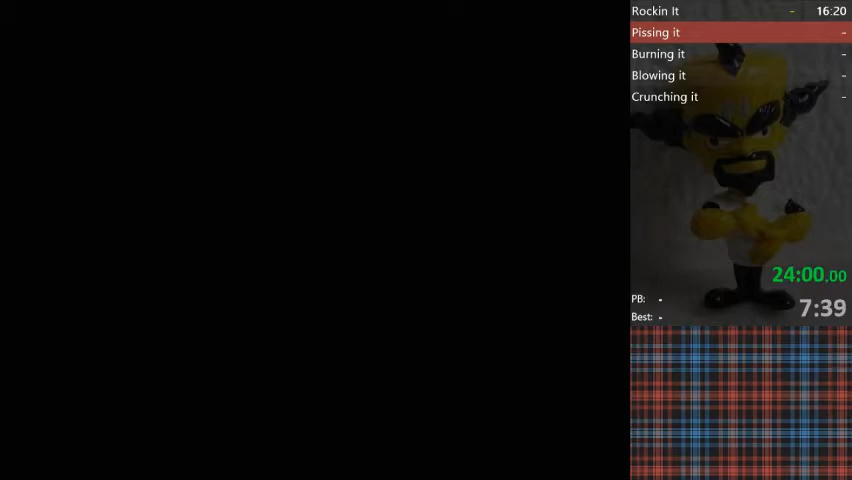 Rockin It - 16:20
Pissing it -
Burning it -
Blowing it -
Crunching it -
24:00.00
PB: -
7:39
Best: -